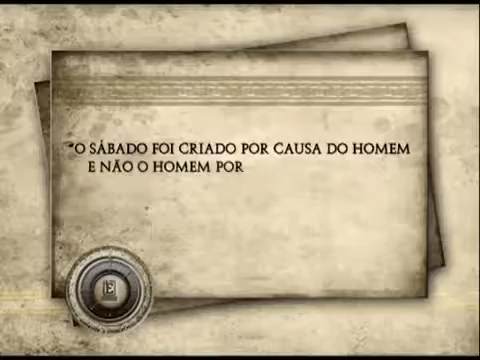 "O SÁBADO FOI CRIADO POR CAUSA DO HOMEM
E NÃO O HOMEM POR
E